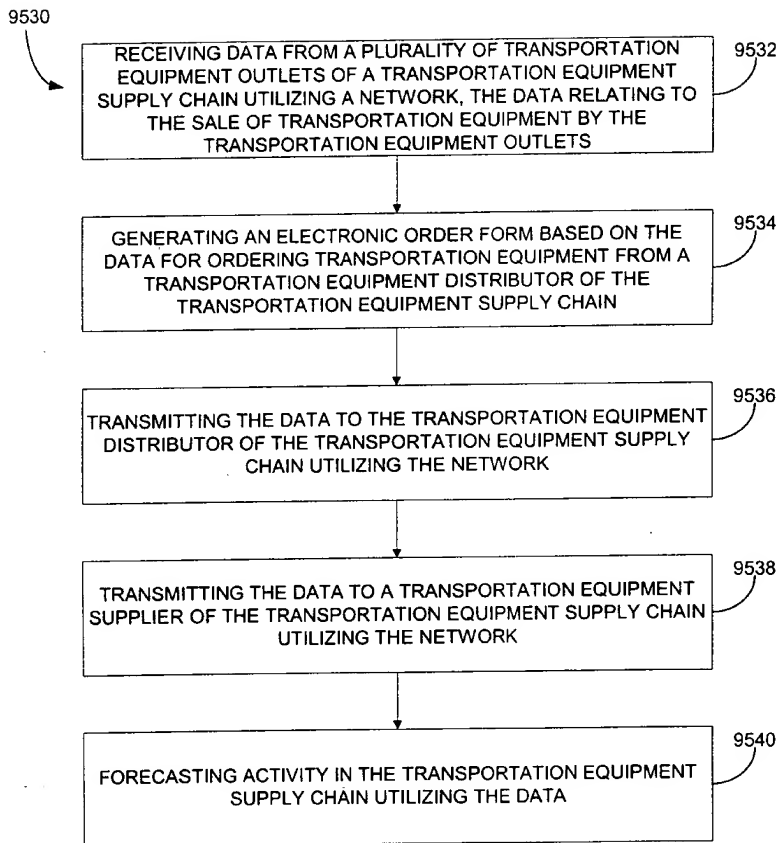 9530
RECEIVING DATA FROM A PLURALITY OF TRANSPORTATION
EQUIPMENT OUTLETS OF A TRANSPORTATION EQUIPMENT
SUPPLY CHAIN UTILIZING A NETWORK, THE DATA RELATING TO
THE SALE OF TRANSPORTATION EQUIPMENT BY THE
TRANSPORTATION EQUIPMENT OUTLETS
9532
GENERATING AN ELECTRONIC ORDER FORM BASED ON THE
DATA FOR ORDERING TRANSPORTATION EQUIPMENT FROM A
TRANSPORTATION EQUIPMENT DISTRIBUTOR OF THE
TRANSPORTATION EQUIPMENT SUPPLY CHAIN
9534
TRANSMITTING THE DATA TO THE TRANSPORTATION EQUIPMENT
DISTRIBUTOR OF THE TRANSPORTATION EQUIPMENT SUPPLY
CHAIN UTILIZING THE NETWORK
9536
TRANSMITTING THE DATA TO A TRANSPORTATION EQUIPMENT
SUPPLIER OF THE TRANSPORTATION EQUIPMENT SUPPLY CHAIN
UTILIZING THE NETWORK
9538
FORECASTING ACTIVITY IN THE TRANSPORTATION EQUIPMENT
SUPPLY CHAIN UTILIZING THE DATA
9540